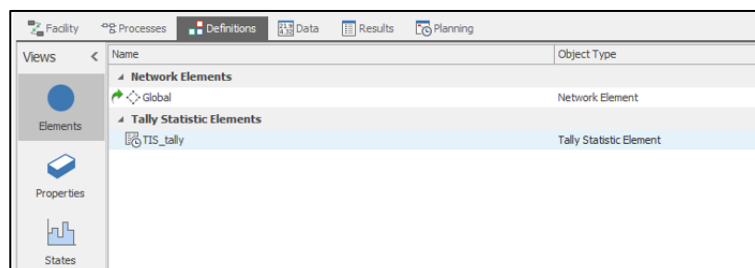 Facility Processes Definitions Data Results Planning
Views < Name Object Type
Network Elements
Global Network Element
Elements
Tally Statistic Elements
TIS_tally Tally Statistic Element
Properties
States